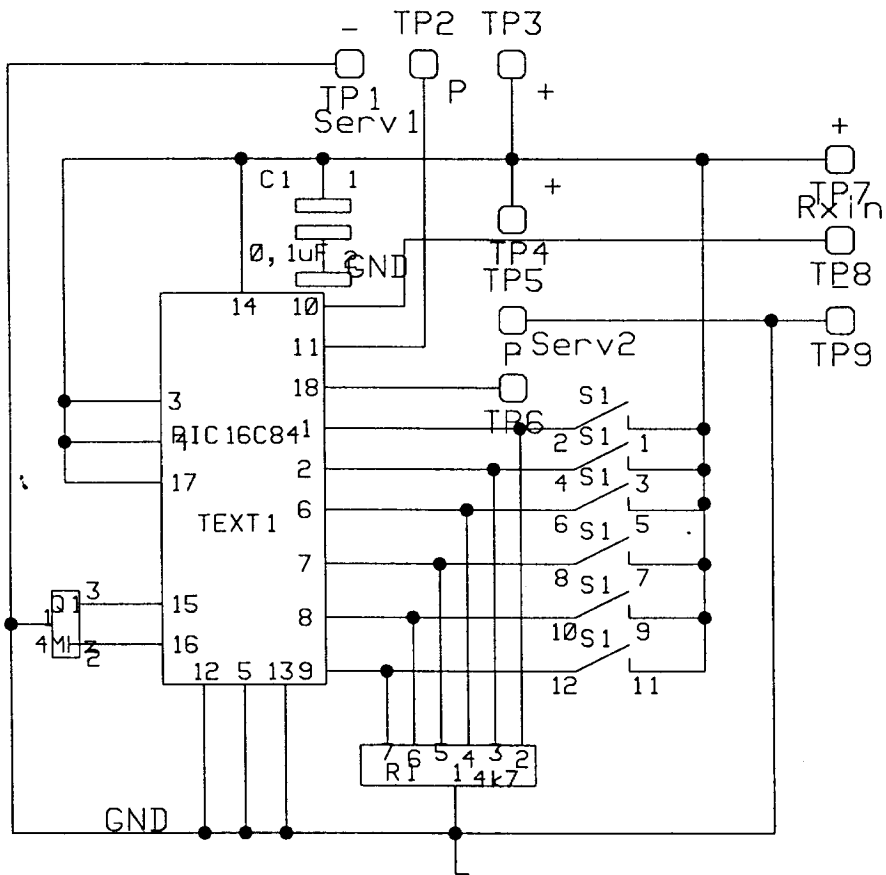 -
TP2
TP3
TP1
P
+
Serv1
+
C1
1
+
TP7
Rxin
0,1uF
2
GND
TP4
TP8
TP5
14
10
11
P
Serv2
TP9
18
TP6
S1
3
PIC16C84
1
2
S1
1
4
2
4
S1
3
17
6
6
S1
5
TEXT1
7
8
S1
7
Q1
3
15
8
10
S1
9
1
4MHz
2
16
12
5
13
9
12
11
7
6
5
4
3
2
R1
1
4k7
GND